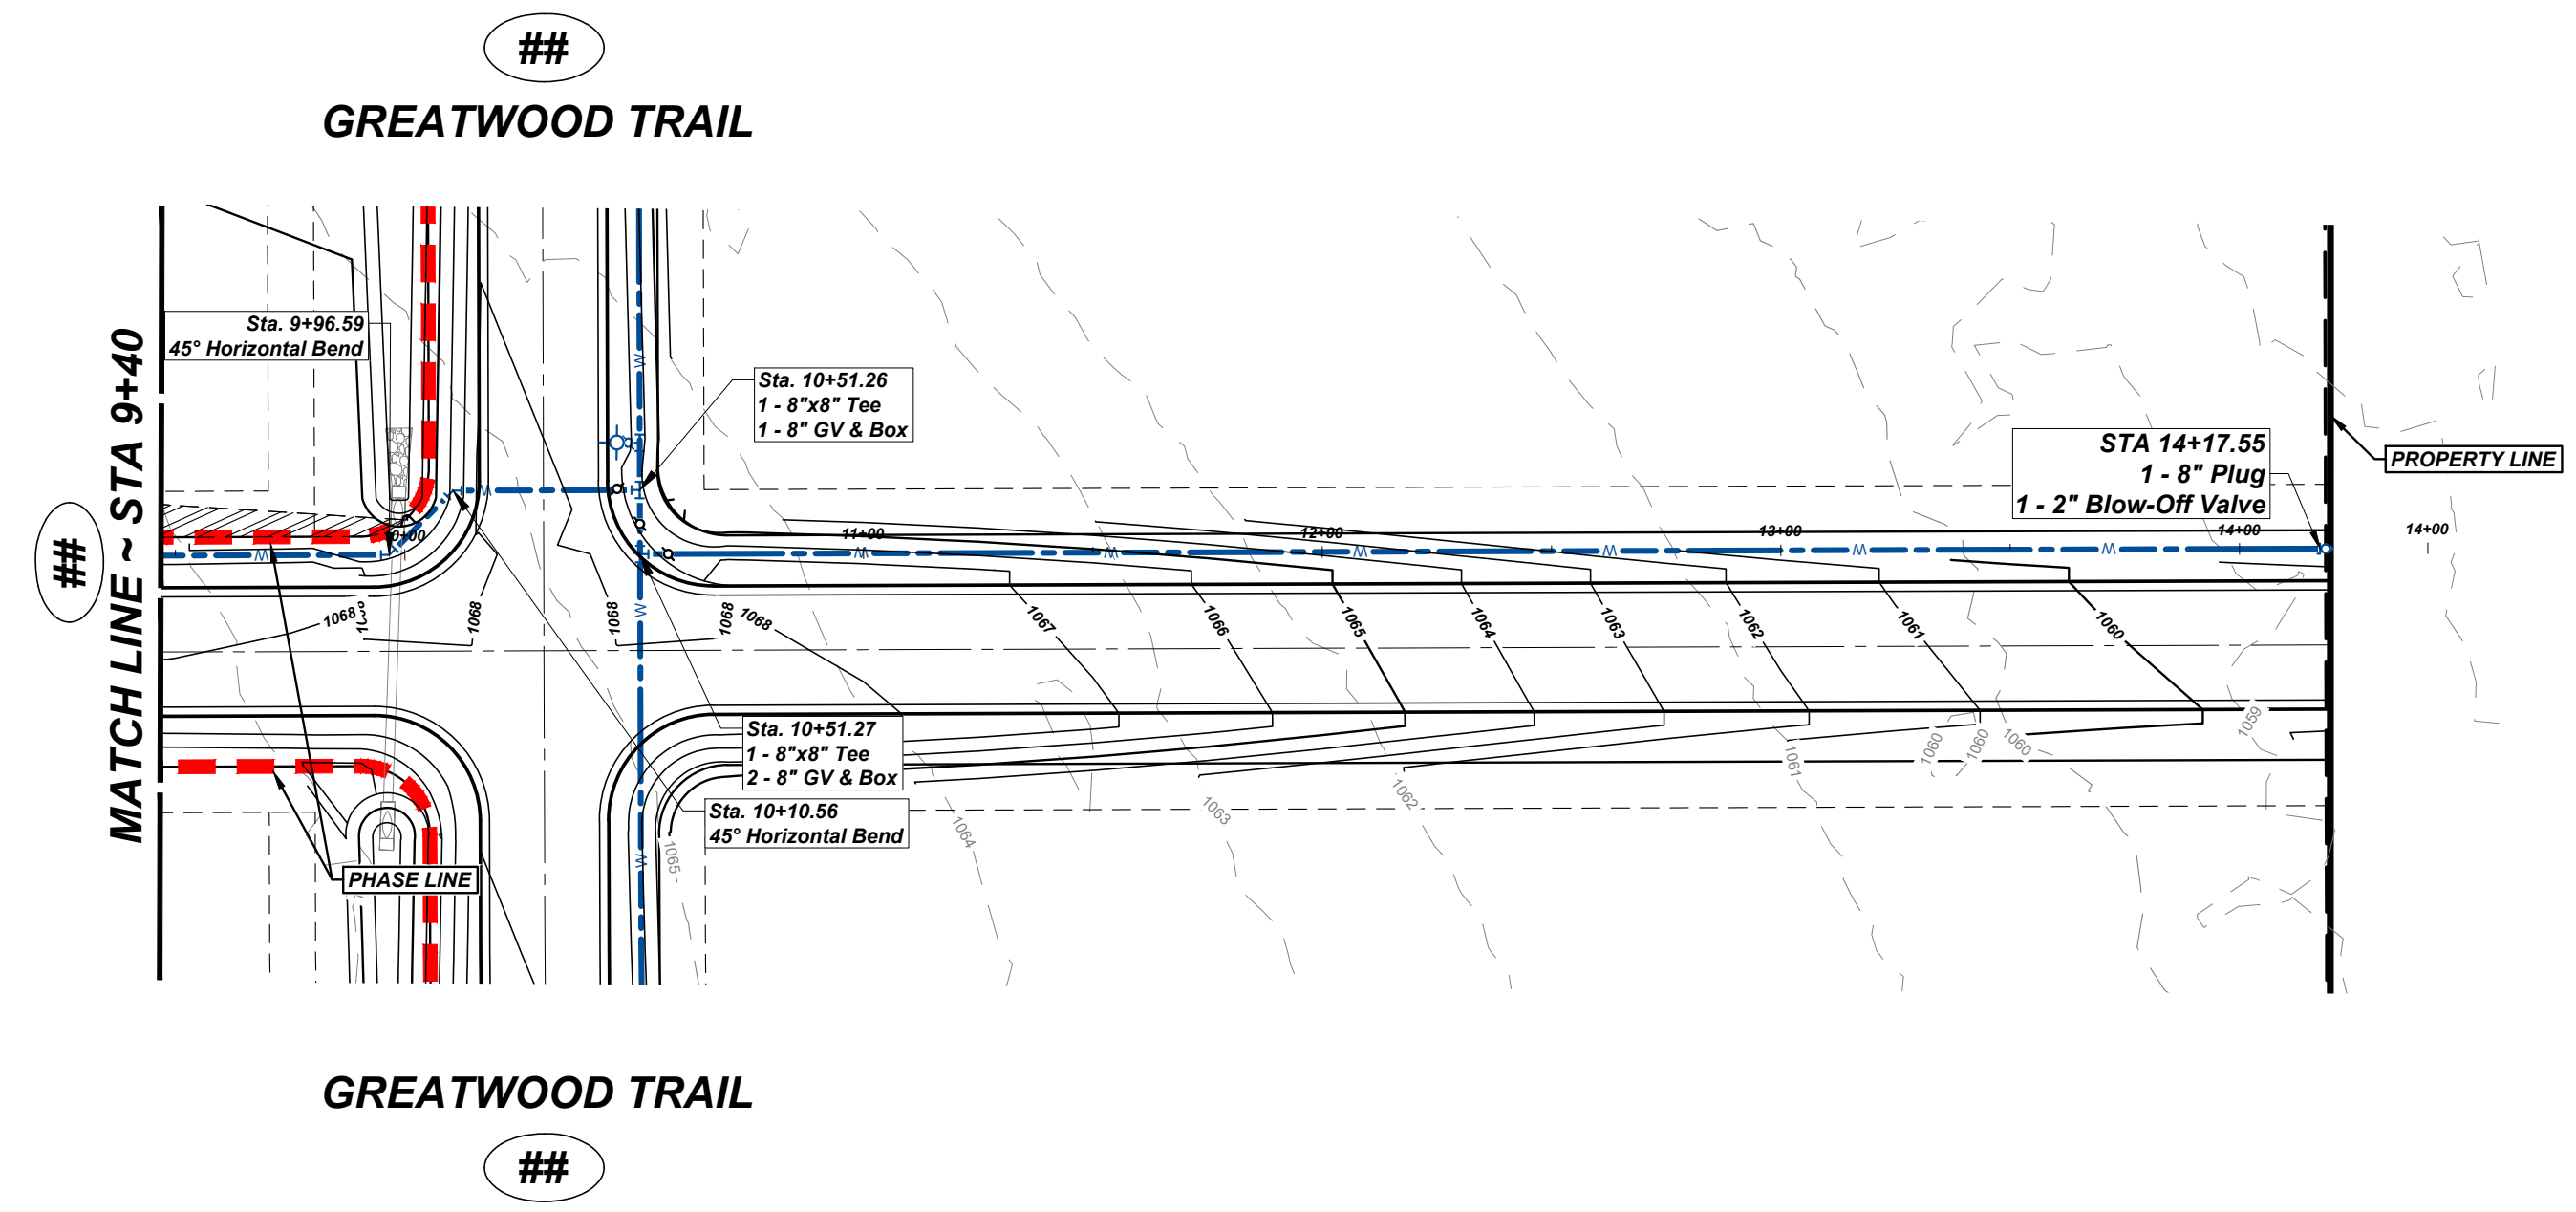 ##
GREATWOOD TRAIL
MATCH LINE ~ STA 9+40
##
Sta. 9+96.59
45° Horizontal Bend
Sta. 10+51.26
1 - 8"x8" Tee
1 - 8" GV & Box
STA 14+17.55
1 - 8" Plug
1 - 2" Blow-Off Valve
PROPERTY LINE
11+00
12+00
13+00
14+00
14+00
W
W
W
W
W
W
W
W
W
W
W
1068
1068
1068
1068
1068
1067
1066
1065
1064
1063
1062
1061
1060
Sta. 10+51.27
1 - 8"x8" Tee
2 - 8" GV & Box
Sta. 10+10.56
45° Horizontal Bend
PHASE LINE
1065
1064
1063
1062
1061
1060
1060
1060
1059
GREATWOOD TRAIL
##